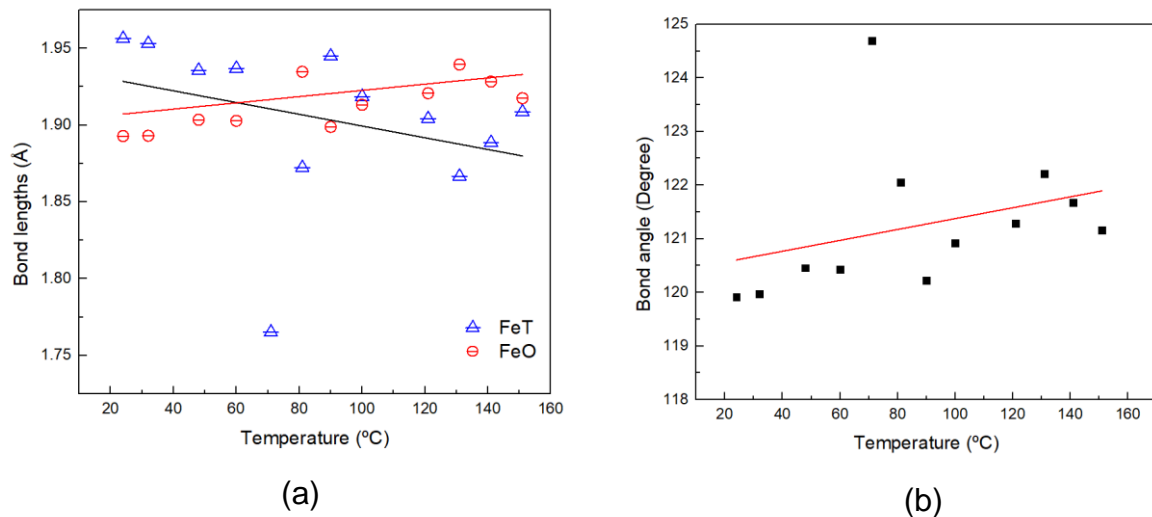 1.95
1.90
1.85
1.80
1.75
Bond lengths (Å)
FeT
FeO
20 40 60 80 100 120 140 160
Temperature (ºC)
(a)
125
124
123
122
121
120
119
118
Bond angle (Degree)
20 40 60 80 100 120 140 160
Temperature (ºC)
(b)